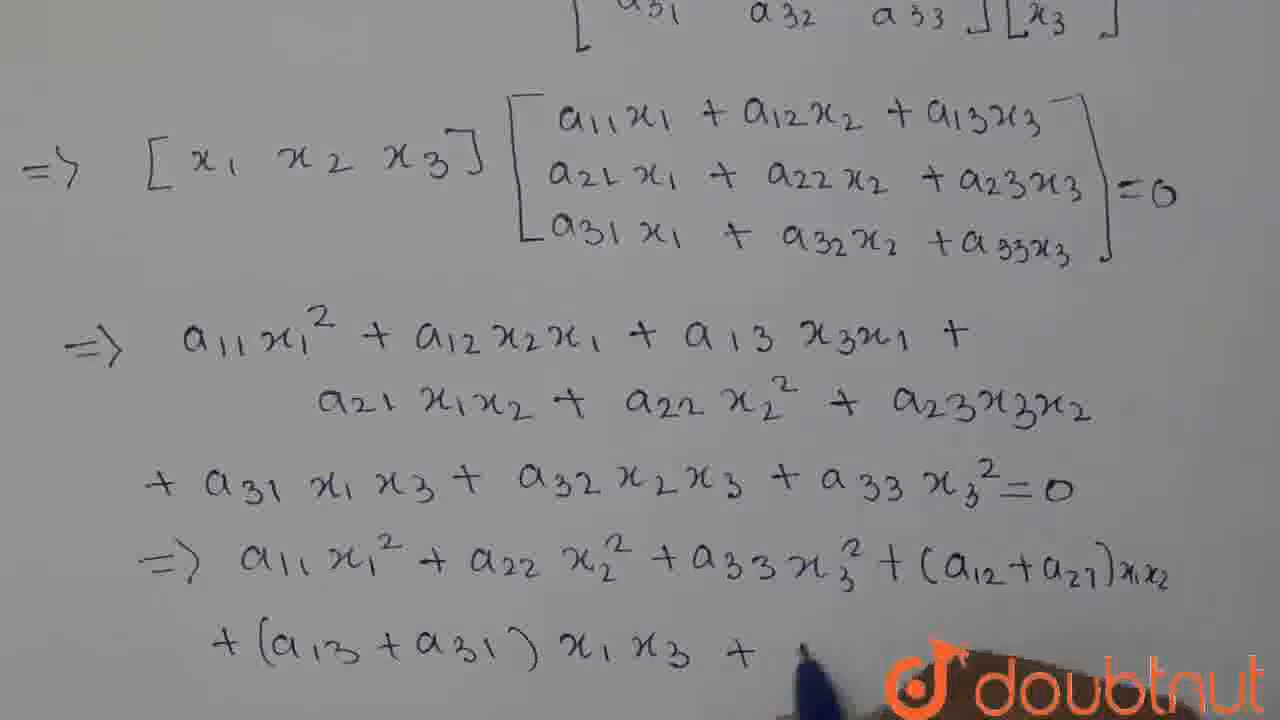 [ a31 a32 a33 ] [ x3 ]
=> [ x1 x2 x3 ] [ a11x1 + a12x2 + a13x3
a21x1 + a22x2 + a23x3 ] = 0
a31x1 + a32x2 + a33x3
=> a11x1² + a12x2x1 + a13x3x1 +
a21x1x2 + a22x2² + a23x3x2
+ a31x1x3 + a32x2x3 + a33x3² = 0
=> a11x1² + a22x2² + a33x3² + (a12 + a21)x1x2
+ (a13 + a31)x1x3 +
doubtnut